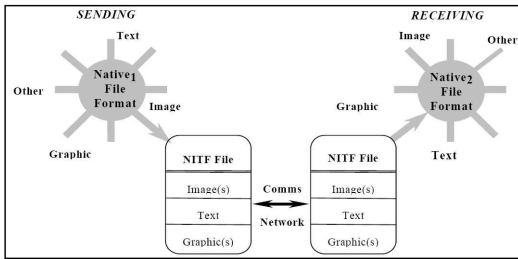 SENDING
Text
Native1
File
Format
Other
Image
Graphic
NITF File
Image(s)
Text
Graphic(s)
Comms
Network
RECEIVING
Image
Other
Native2
File
Format
Graphic
Text
NITF File
Image(s)
Text
Graphic(s)